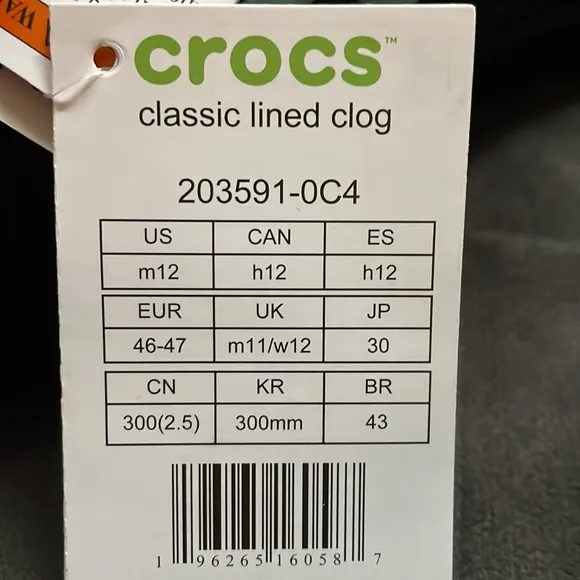 crocs™
classic lined clog
203591-0C4
US CAN ES
m12 h12 h12
EUR UK JP
46-47 m11/w12 30
CN KR BR
300(2.5) 300mm 43
1 96265 16058 7